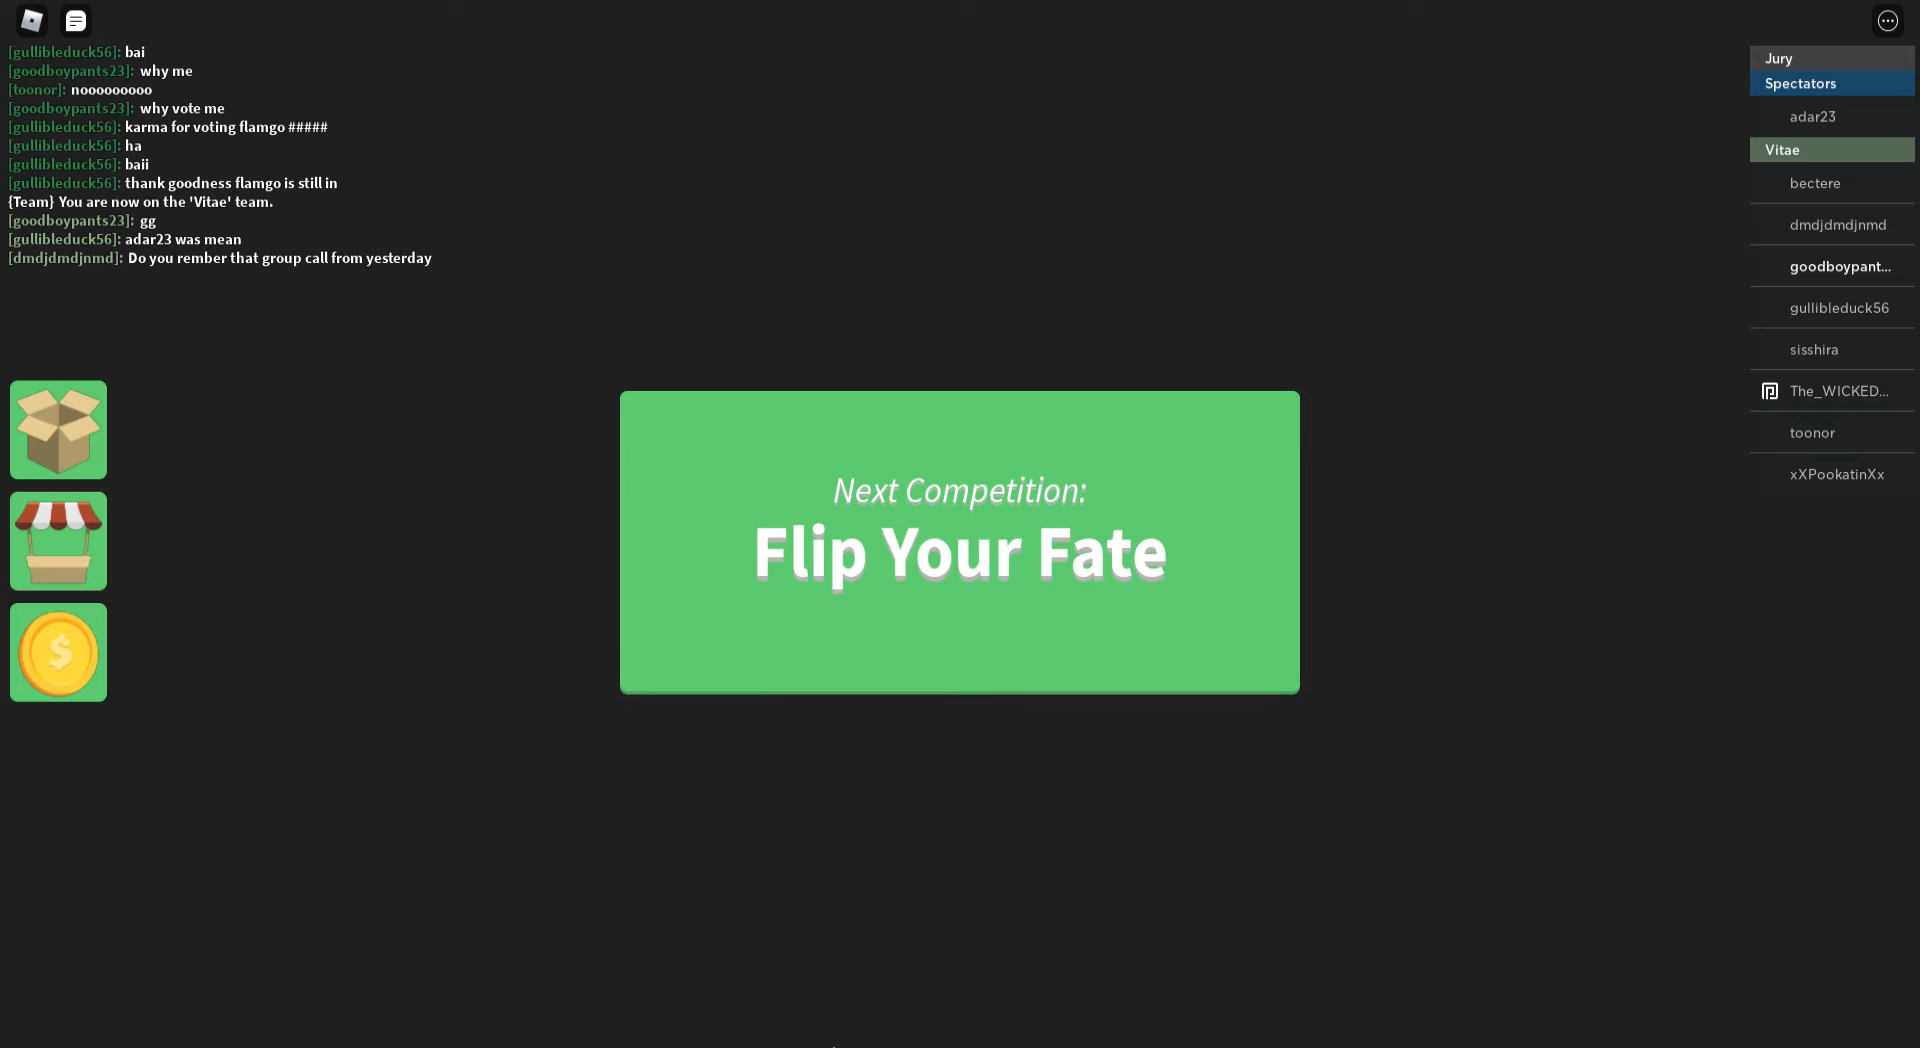 [gullibleduck56]: bai
[goodboypants23]: why me
[toonor]: nooooooooo
[goodboypants23]: why vote me
[gullibleduck56]: karma for voting flamgo #####
[gullibleduck56]: ha
[gullibleduck56]: baii
[gullibleduck56]: thank goodness flamgo is still in
{Team} You are now on the 'Vitae' team.
[goodboypants23]: gg
[gullibleduck56]: adar23 was mean
[dmdjdmdjnmd]: Do you rember that group call from yesterday
Next Competition:
Flip Your Fate
Jury
Spectators
adar23
Vitae
bectere
dmdjdmdjnmd
goodboypant...
gullibleduck56
sisshira
The_WICKED...
toonor
xXPookatinXx